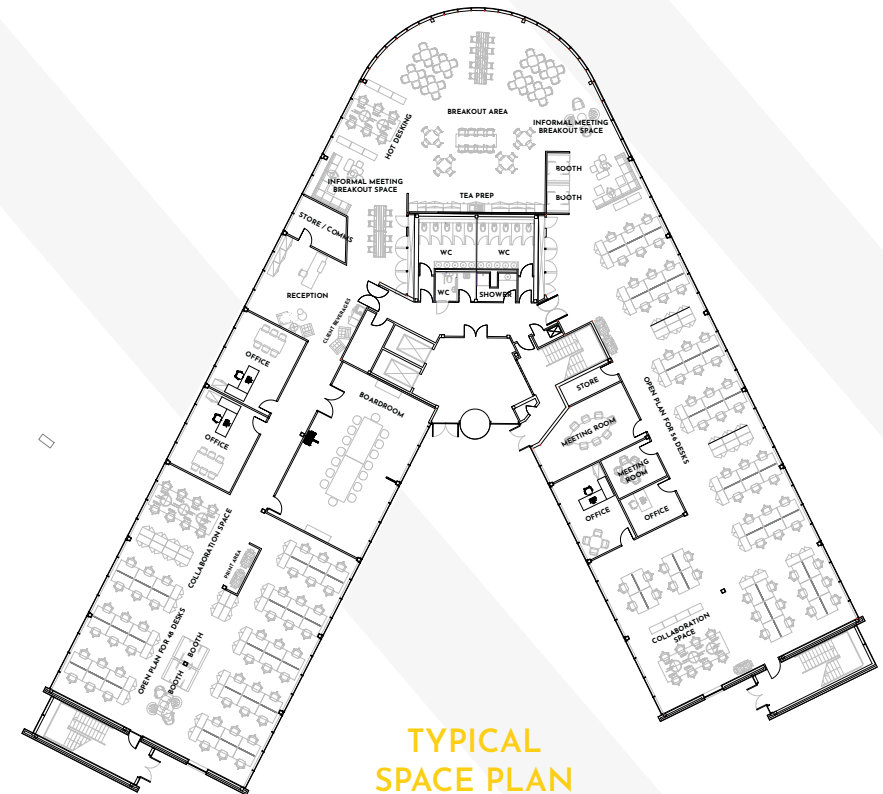 BREAKOUT AREA
INFORMAL MEETING
BREAKOUT SPACE
HOT DESKING
BOOTH
BOOTH
INFORMAL MEETING
BREAKOUT SPACE
TEA PREP
STORE / COMMS
WC
WC
WC
SHOWER
RECEPTION
CLIENT BEVERAGES
OFFICE
OFFICE
BOARDROOM
STORE
MEETING ROOM
MEETING
ROOM
OFFICE
OFFICE
OPEN PLAN FOR 56 DESKS
COLLABORATION SPACE
PRINT AREA
OPEN PLAN FOR 48 DESKS
BOOTH
BOOTH
COLLABORATION
SPACE
TYPICAL
SPACE PLAN